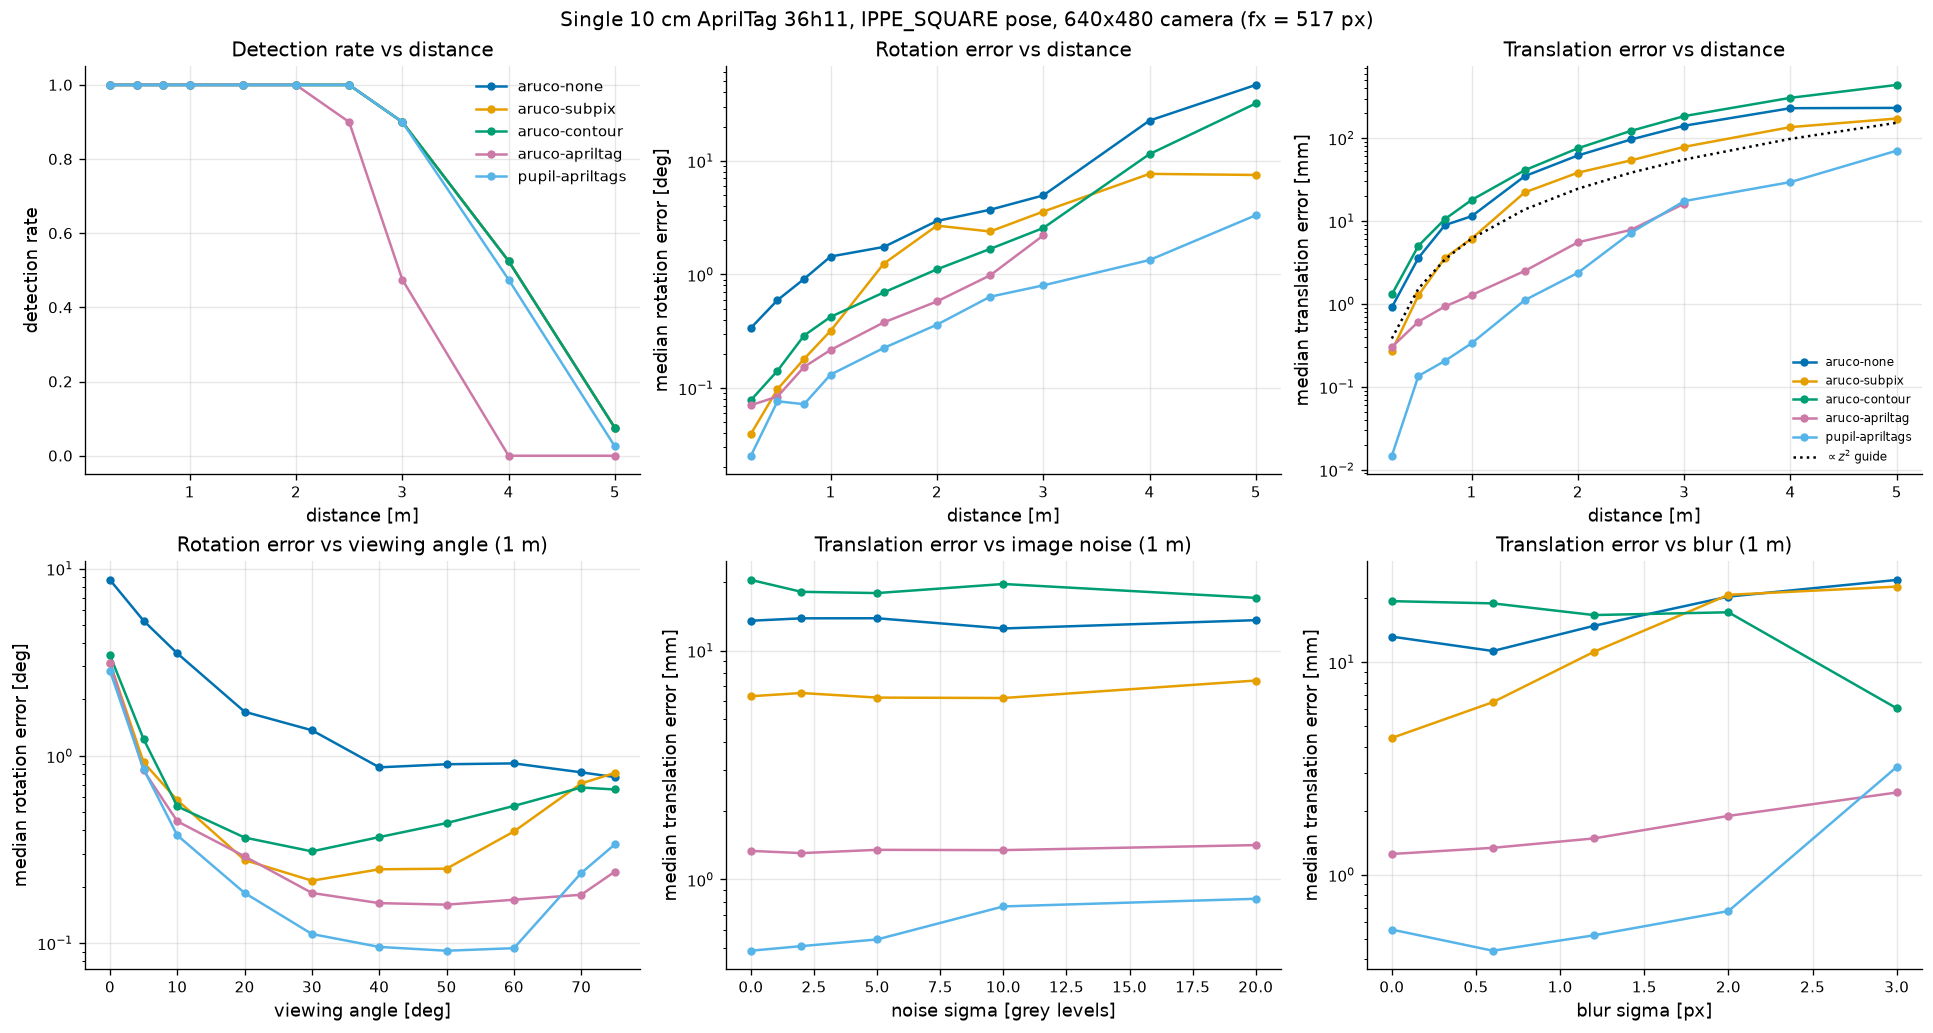 Single 10 cm AprilTag 36h11, IPPE_SQUARE pose, 640x480 camera (fx = 517 px)
Detection rate vs distance
detection rate
1.0
0.8
0.6
0.4
0.2
0.0
aruco-none
aruco-subpix
aruco-contour
aruco-apriltag
pupil-apriltags
1
2
3
4
5
distance [m]
Rotation error vs distance
median rotation error [deg]
10¹
10⁰
10⁻¹
1
2
3
4
5
distance [m]
Translation error vs distance
median translation error [mm]
10²
10¹
10⁰
10⁻¹
10⁻²
aruco-none
aruco-subpix
aruco-contour
aruco-apriltag
pupil-apriltags
∝z² guide
1
2
3
4
5
distance [m]
Rotation error vs viewing angle (1 m)
median rotation error [deg]
10¹
10⁰
10⁻¹
0
10
20
30
40
50
60
70
viewing angle [deg]
Translation error vs image noise (1 m)
median translation error [mm]
10¹
10⁰
0.0
2.5
5.0
7.5
10.0
12.5
15.0
17.5
20.0
noise sigma [grey levels]
Translation error vs blur (1 m)
median translation error [mm]
10¹
10⁰
0.0
0.5
1.0
1.5
2.0
2.5
3.0
blur sigma [px]